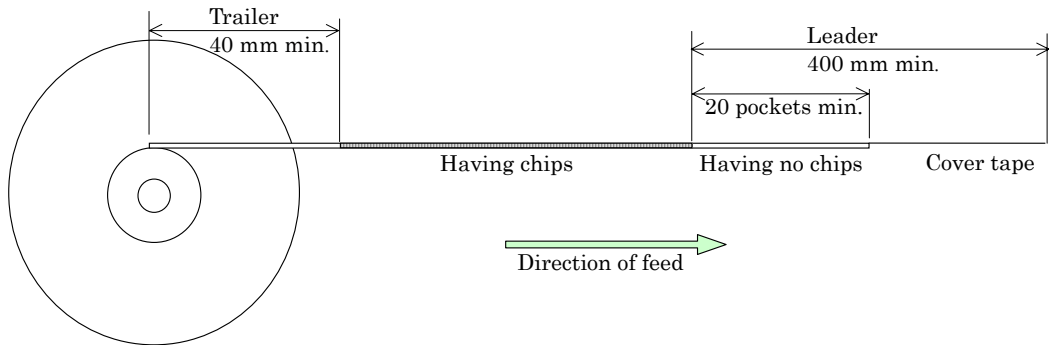 Trailer
40 mm min.
Leader
400 mm min.
20 pockets min.
Having chips
Having no chips
Cover tape
Direction of feed